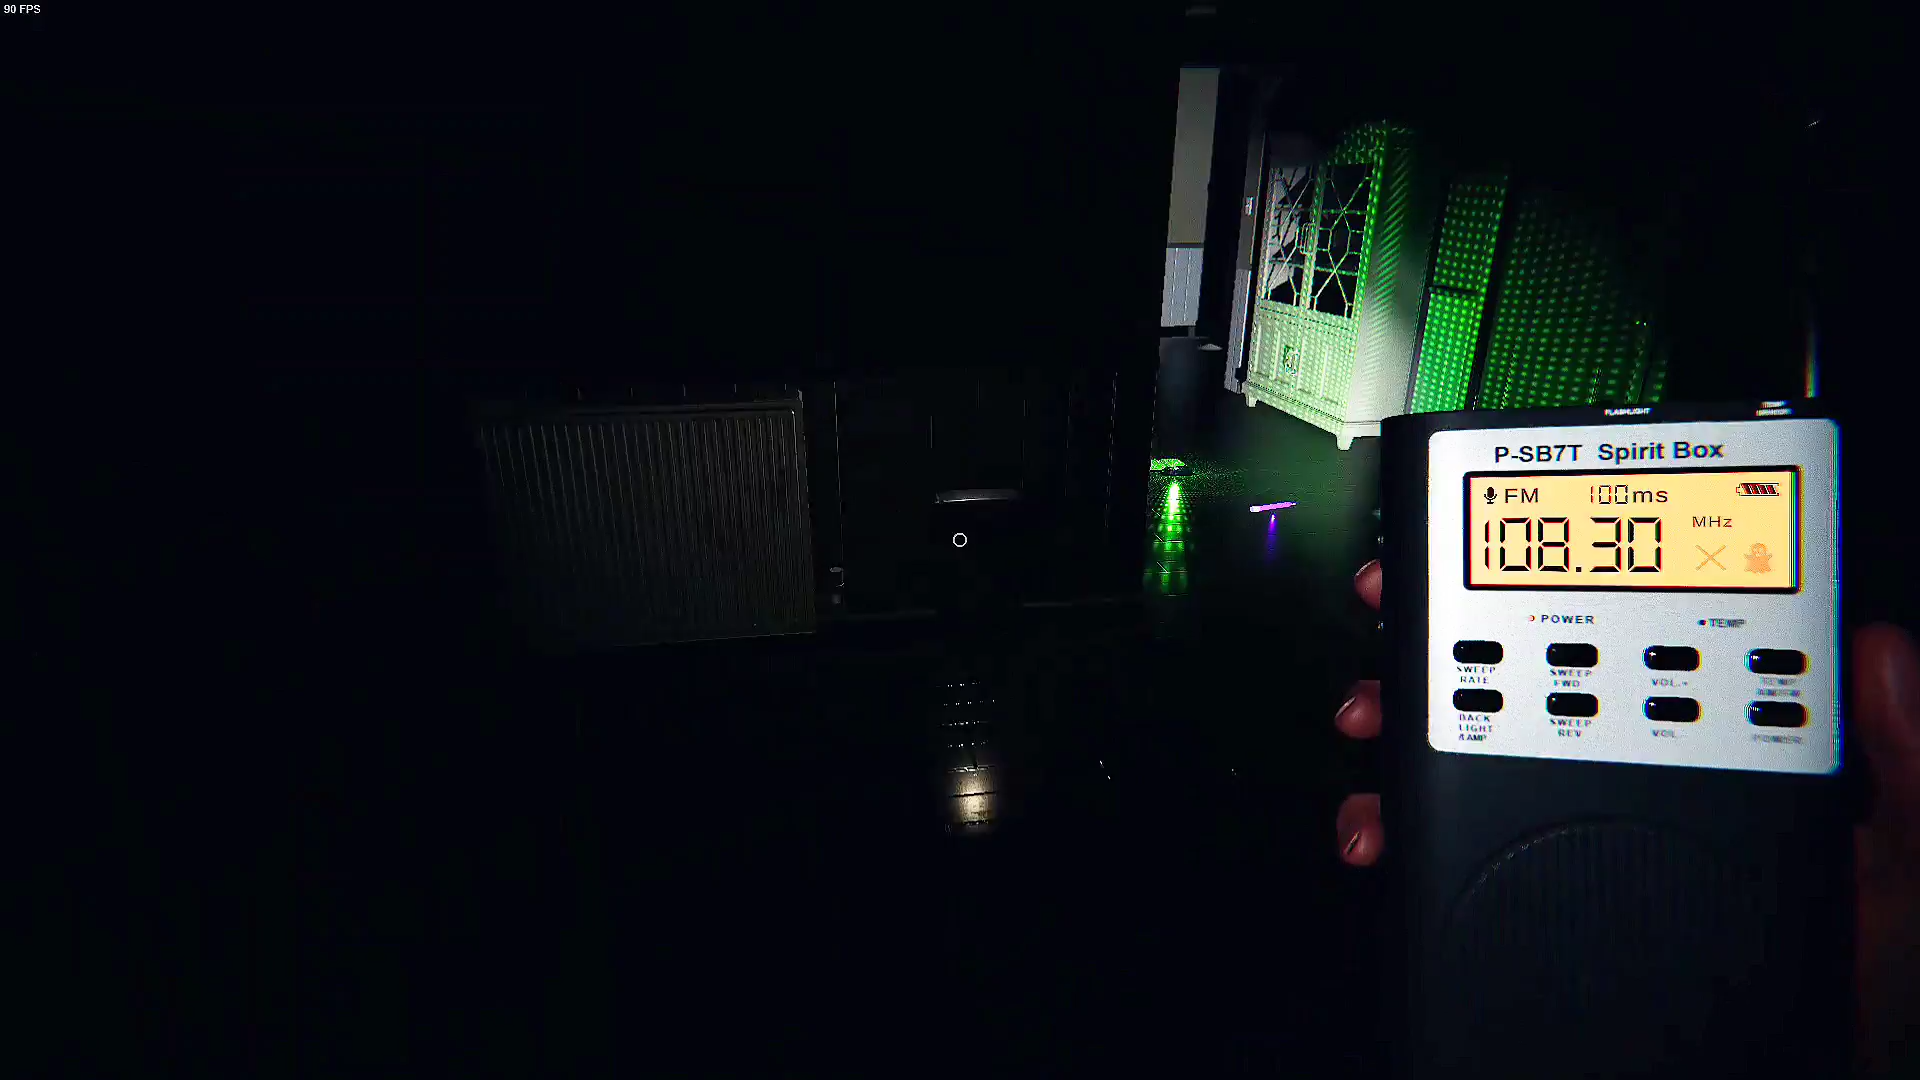 90 FPS
FLASHLIGHT
P-SB7T Spirit Box
FM 100ms
108.30 MHz
POWER TEMP
SWEEP RATE
SWEEP FWD
VOL +
BACK LIGHT /LAMP
SWEEP REV
VOL -
POWER